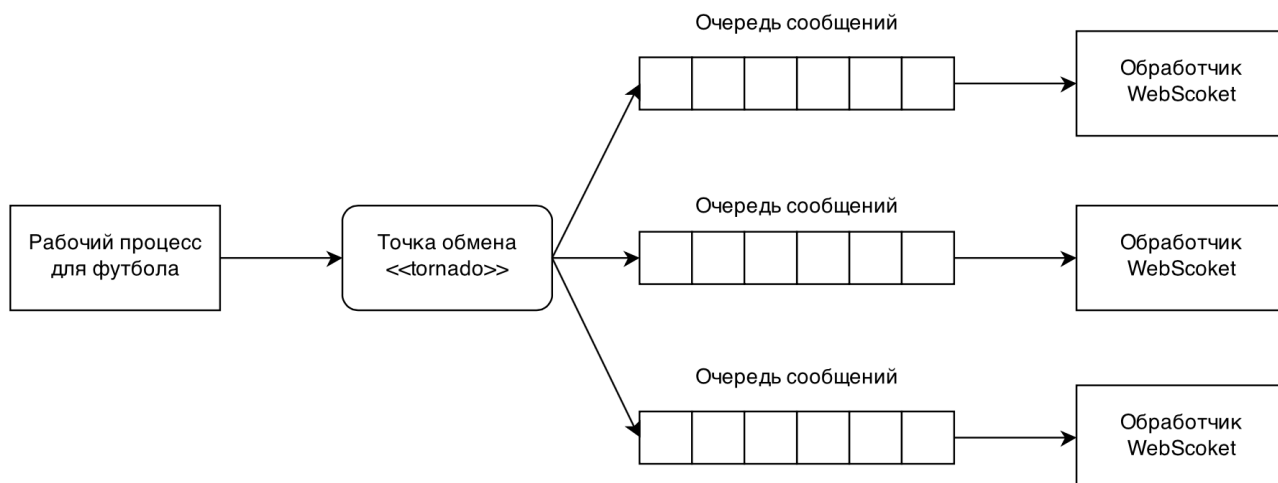 Очередь сообщений
Обработчик
WebScoket
Очередь сообщений
Рабочий процесс
для футбола
Точка обмена
<<tornado>>
Обработчик
WebScoket
Очередь сообщений
Обработчик
WebScoket